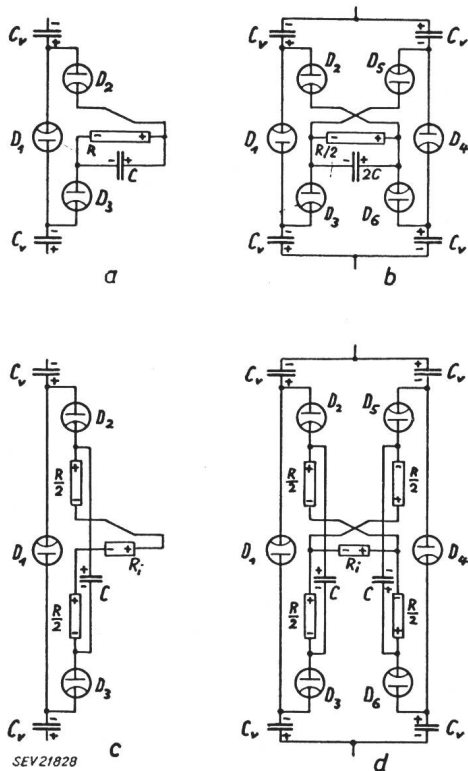 Cv - +
D2
D1
- R +
- + C
D3
Cv - +
a
Cv - +
- + Cv
D2
D5
D1
- R/2 +
D4
- + 2C
D3
D6
Cv - +
- + Cv
b
Cv - +
D2
+ R/2 -
D1
- Ri +
+ - C
- R/2 +
D3
Cv - +
c
SEV 21828
Cv - +
- + Cv
D2
D5
+ R/2 -
- R/2 +
D1
- Ri +
D4
+ - C
C - +
R/2 - +
+ - R/2
D3
D6
Cv - +
- + Cv
d